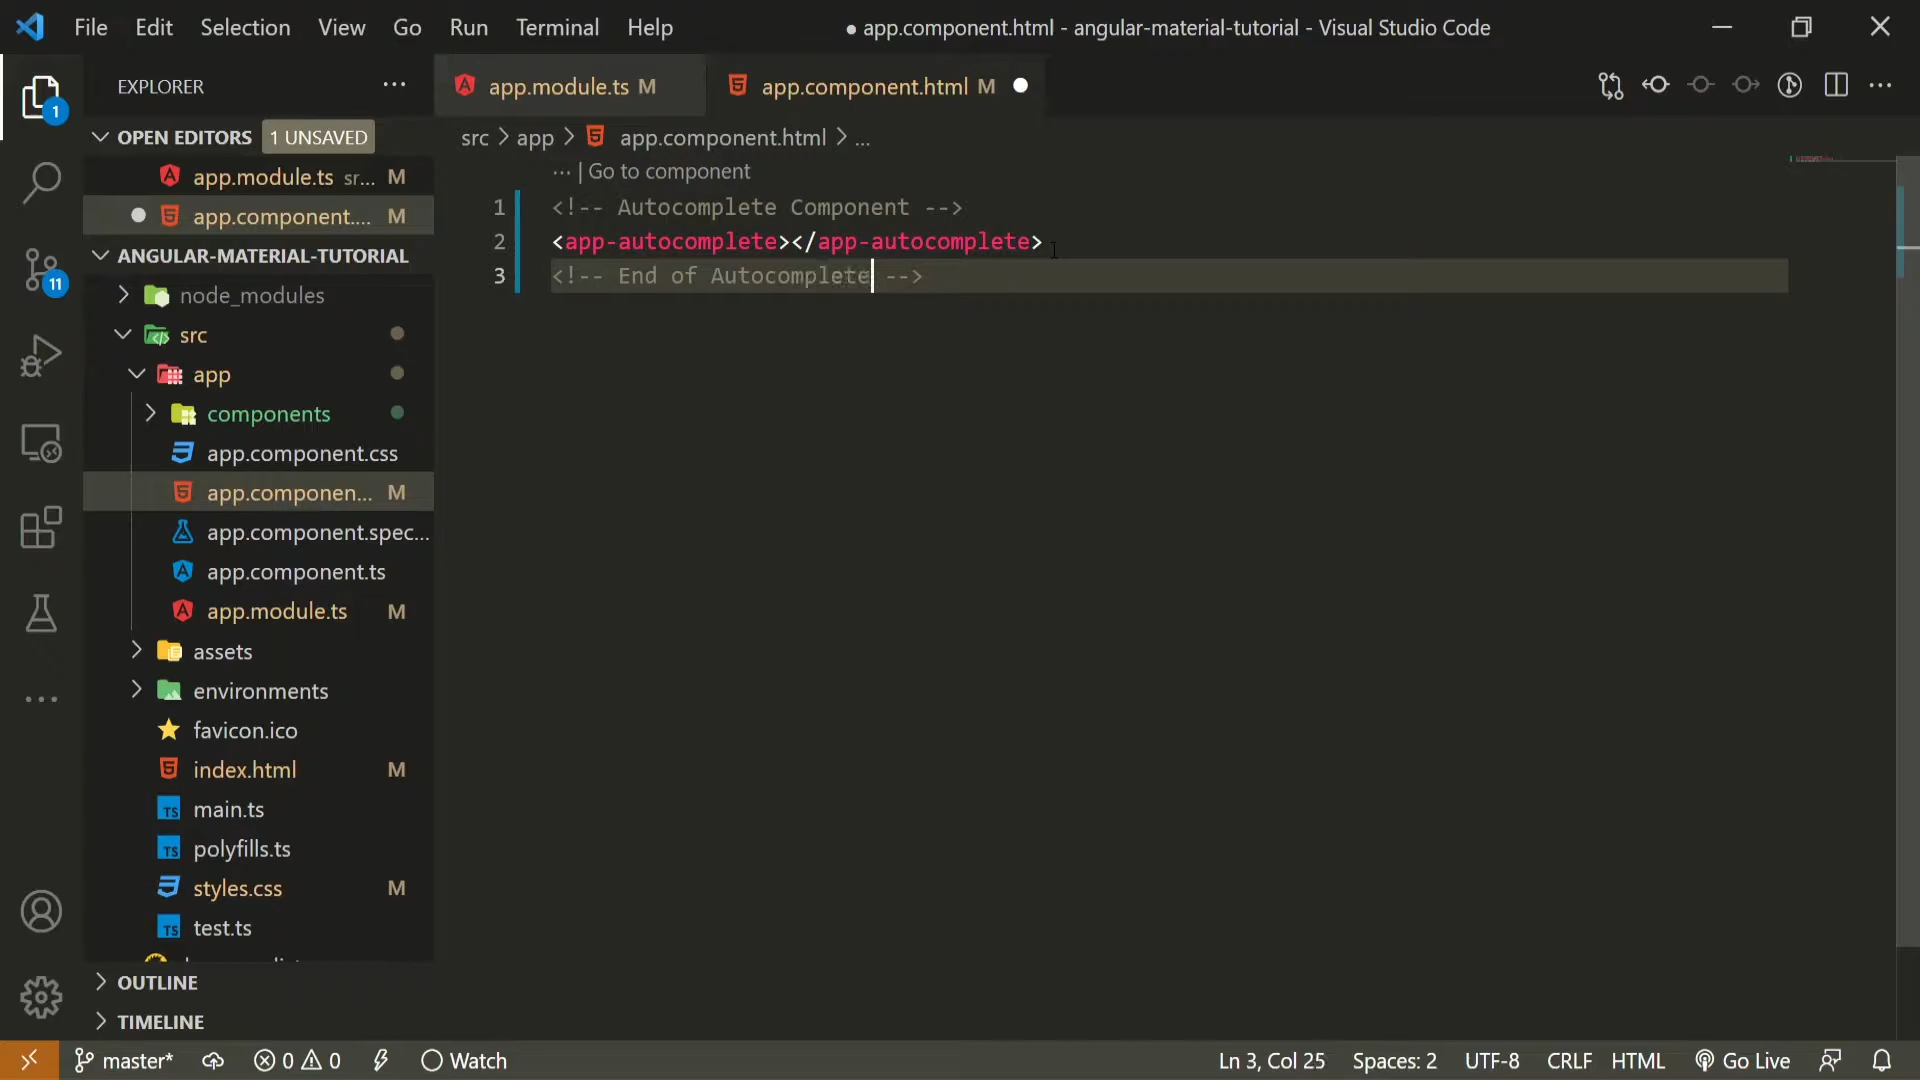 File Edit Selection View Go Run Terminal Help
● app.component.html - angular-material-tutorial - Visual Studio Code
1
11
EXPLORER
OPEN EDITORS 1 UNSAVED
app.module.ts sr... M
app.component.... M
ANGULAR-MATERIAL-TUTORIAL
node_modules
src
app
components
app.component.css
app.componen... M
app.component.spec...
app.component.ts
app.module.ts M
assets
environments
favicon.ico
index.html M
main.ts
polyfills.ts
styles.css M
test.ts
OUTLINE
TIMELINE
app.module.ts M
app.component.html M
src > app > app.component.html > ...
... | Go to component
1 <!-- Autocomplete Component -->
2 <app-autocomplete></app-autocomplete>
3 <!-- End of Autocomplete -->
master* 0 0 Watch
Ln 3, Col 25 Spaces: 2 UTF-8 CRLF HTML Go Live